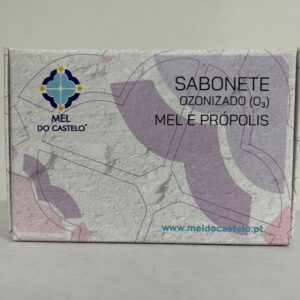 MEL
DO CASTELO®
SABONETE
OZONIZADO (O₃)
MEL E PRÓPOLIS
www.meldocastelo.pt